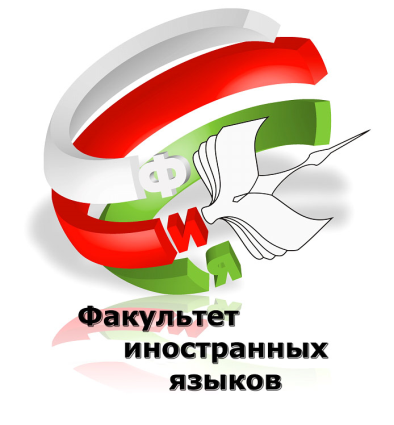 Ф
И
Я
Факультет
иностранных
языков